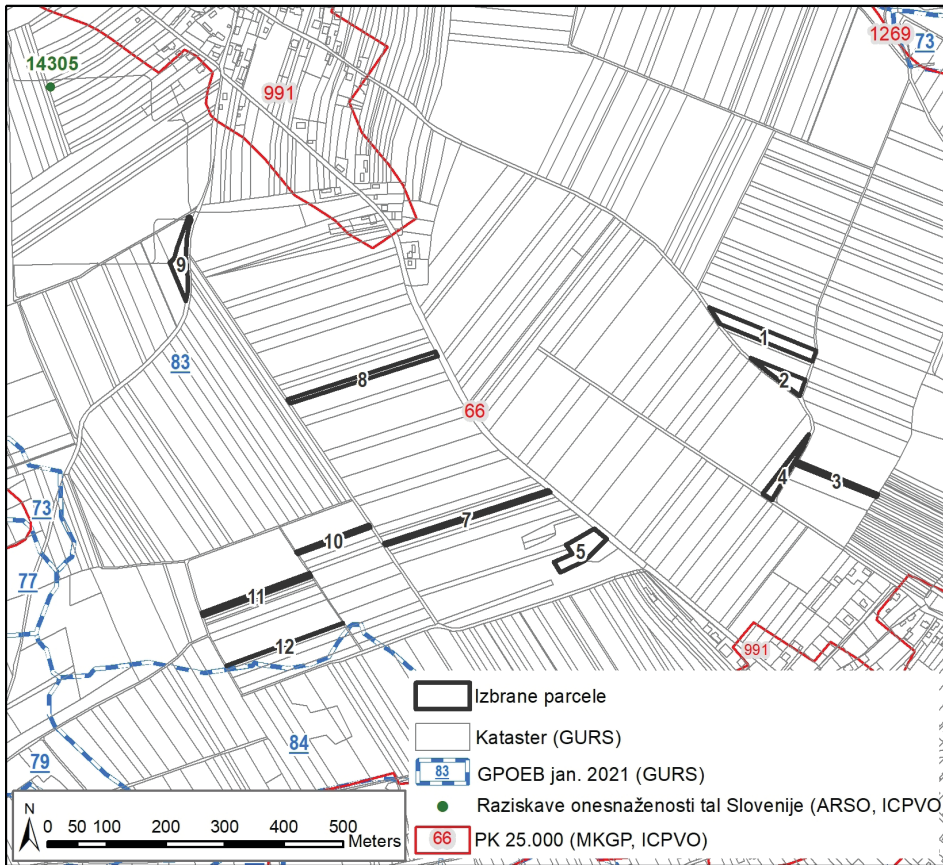 1269
73
14305
991
9
83
1
8
2
66
3
4
73
7
10
5
77
11
12
991
84
79
Izbrane parcele
Kataster (GURS)
83 GPOEB jan. 2021 (GURS)
Raziskave onesnaženosti tal Slovenije (ARSO, ICPVO
66 PK 25.000 (MKGP, ICPVO)
N
0 50 100 200 300 400 500
Meters